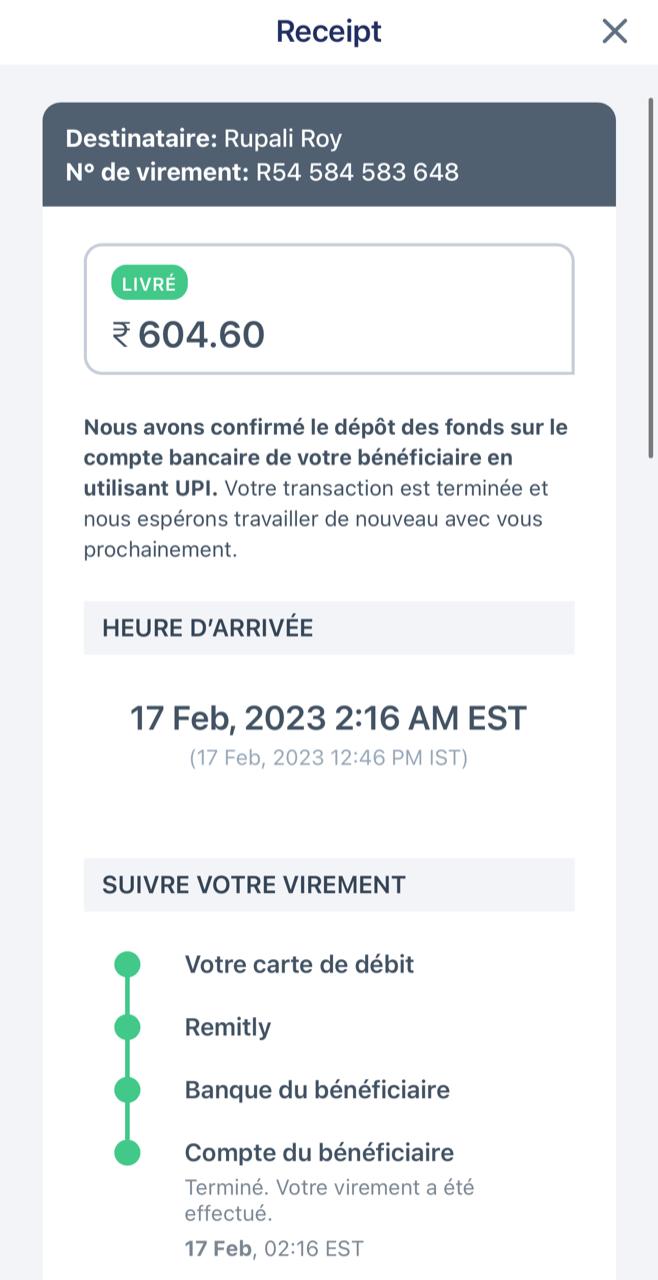 Receipt
Destinataire: Rupali Roy
Nº de virement: R54 584 583 648
LIVRÉ
₹ 604.60
Nous avons confirmé le dépôt des fonds sur le
compte bancaire de votre bénéficiaire en
utilisant UPI. Votre transaction est terminée et
nous espérons travailler de nouveau avec vous
prochainement.
HEURE D’ARRIVÉE
17 Feb, 2023 2:16 AM EST
(17 Feb, 2023 12:46 PM IST)
SUIVRE VOTRE VIREMENT
Votre carte de débit
Remitly
Banque du bénéficiaire
Compte du bénéficiaire
Terminé. Votre virement a été
effectué.
17 Feb, 02:16 EST